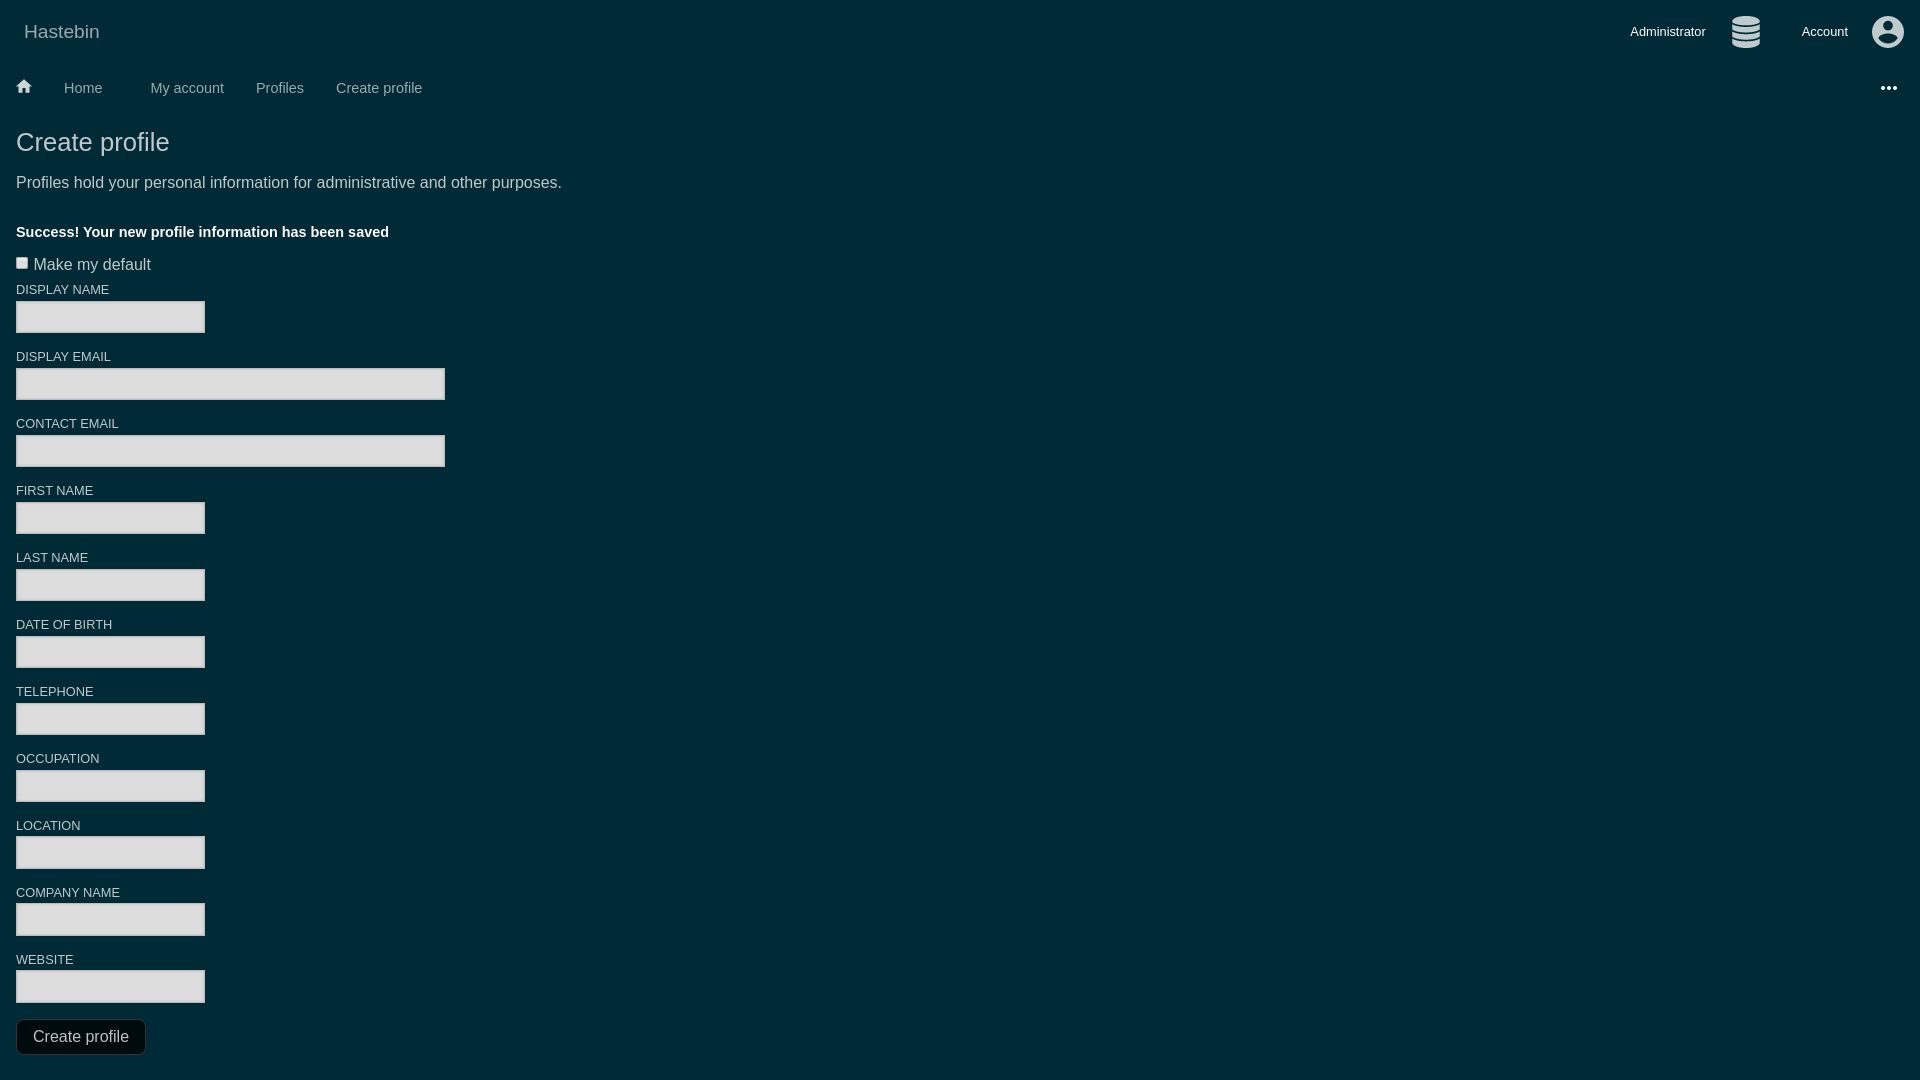 Hastebin
Administrator
Account
Home
My account
Profiles
Create profile
Create profile
Profiles hold your personal information for administrative and other purposes.
Success! Your new profile information has been saved
Make my default
DISPLAY NAME
DISPLAY EMAIL
CONTACT EMAIL
FIRST NAME
LAST NAME
DATE OF BIRTH
TELEPHONE
OCCUPATION
LOCATION
COMPANY NAME
WEBSITE
Create profile